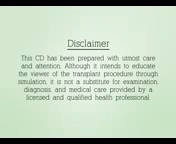 Disclaimer
This CD has been prepared with utmost care
and attention. Although it intends to educate
the viewer of the transplant procedure through
simulation, it is not a substitute for examination,
diagnosis, and medical care provided by a
licensed and qualified health professional.